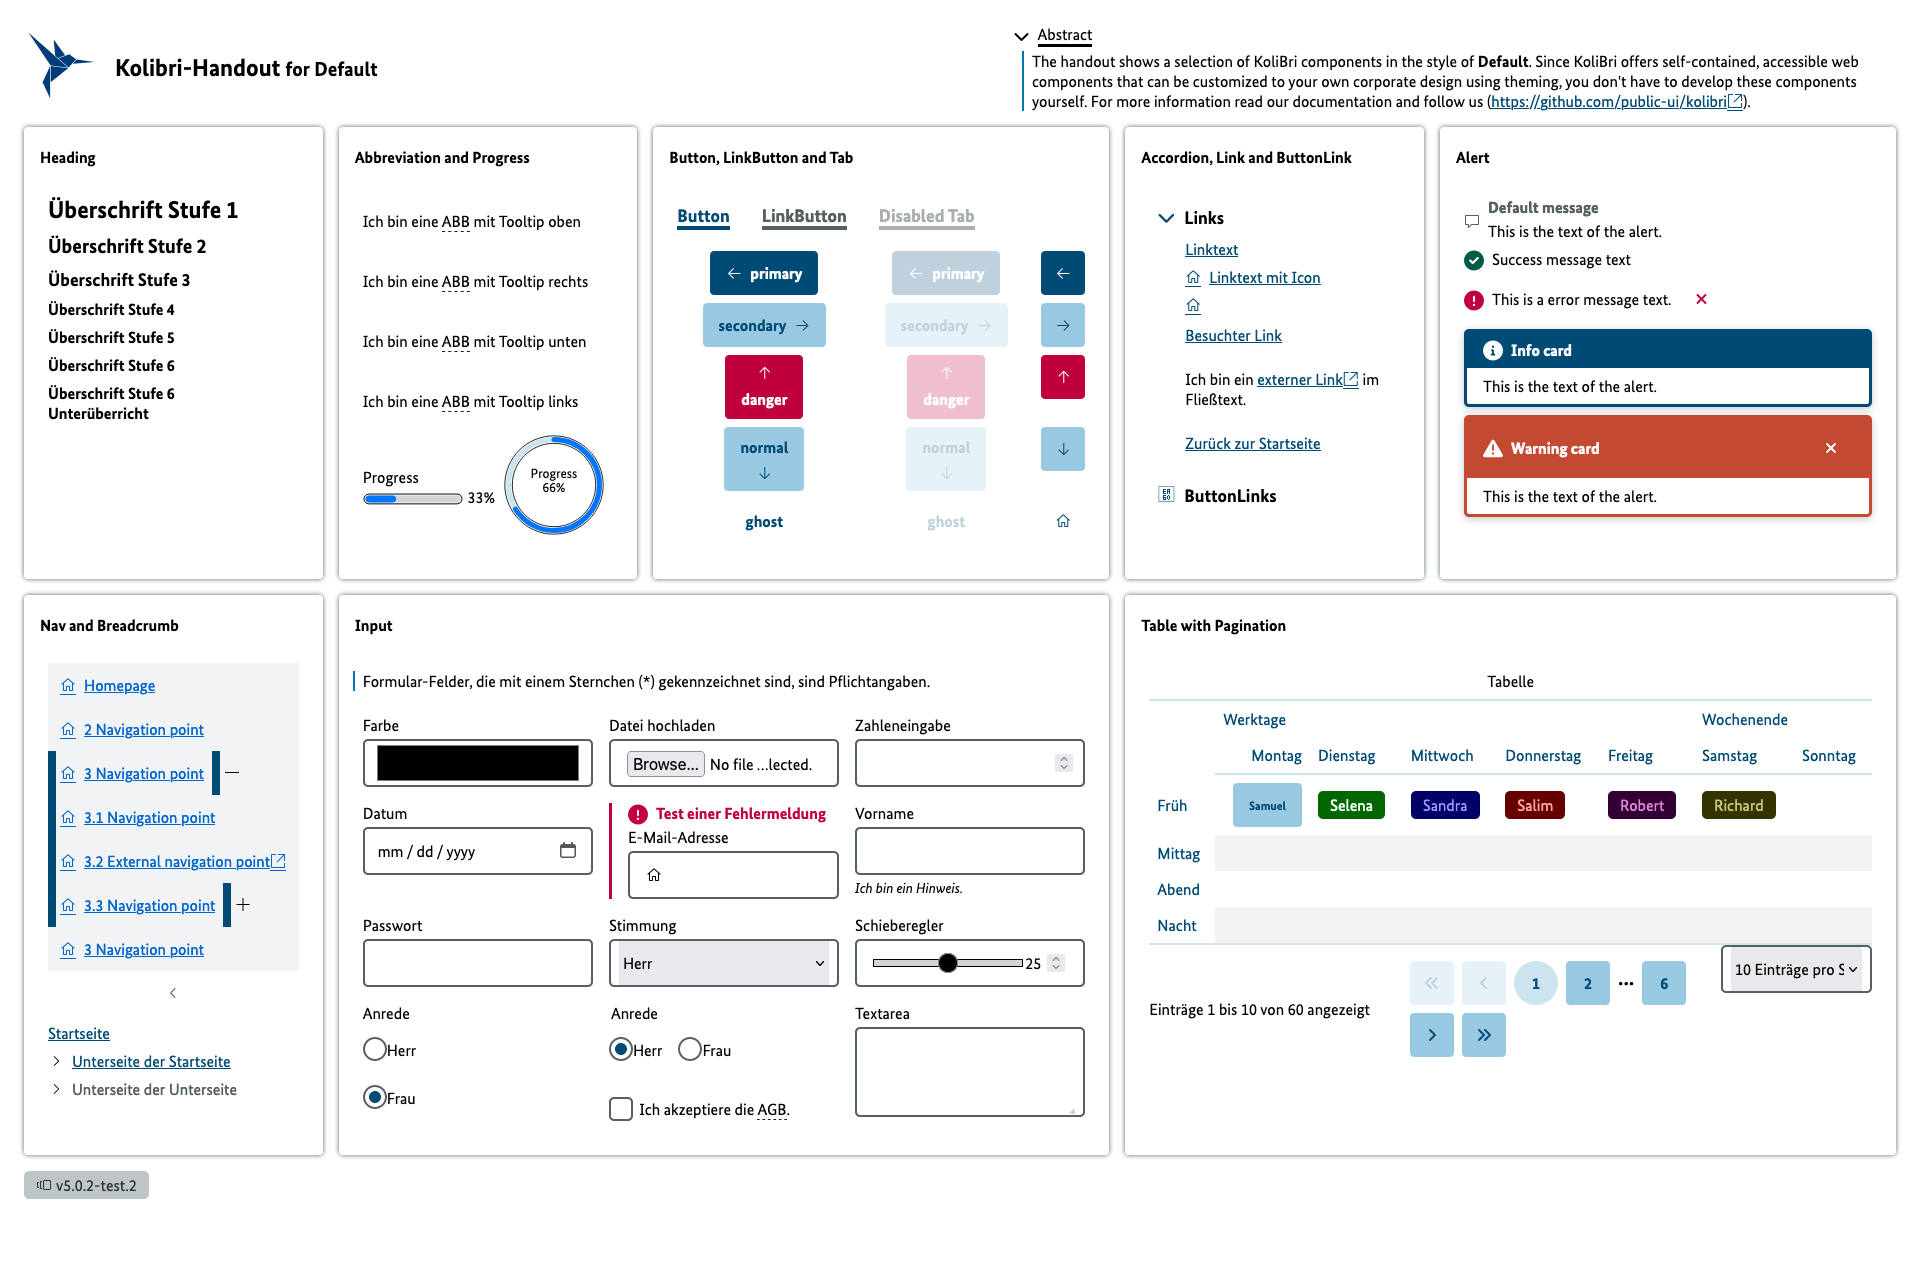 Kolibri-Handout for Default
Abstract
The handout shows a selection of KoliBri components in the style of Default. Since KoliBri offers self-contained, accessible web
components that can be customized to your own corporate design using theming, you don't have to develop these components
yourself. For more information read our documentation and follow us (https://github.com/public-ui/kolibri).
Heading
Überschrift Stufe 1
Überschrift Stufe 2
Überschrift Stufe 3
Überschrift Stufe 4
Überschrift Stufe 5
Überschrift Stufe 6
Überschrift Stufe 6
Unterüberricht
Abbreviation and Progress
Ich bin eine ABB mit Tooltip oben
Ich bin eine ABB mit Tooltip rechts
Ich bin eine ABB mit Tooltip unten
Ich bin eine ABB mit Tooltip links
Progress
33%
Progress
66%
Button, LinkButton and Tab
Button LinkButton Disabled Tab
primary primary
secondary secondary
danger danger
normal normal
ghost ghost
Accordion, Link and ButtonLink
Links
Linktext
Linktext mit Icon
Besuchter Link
Ich bin ein externer Link im
Fließtext.
Zurück zur Startseite
ButtonLinks
Alert
Default message
This is the text of the alert.
Success message text
This is a error message text.
Info card
This is the text of the alert.
Warning card
This is the text of the alert.
Nav and Breadcrumb
Homepage
2 Navigation point
3 Navigation point
3.1 Navigation point
3.2 External navigation point
3.3 Navigation point
3 Navigation point
Startseite
Unterseite der Startseite
Unterseite der Unterseite
Input
Formular-Felder, die mit einem Sternchen (*) gekennzeichnet sind, sind Pflichtangaben.
Farbe
Datei hochladen
Browse... No file ...lected.
Zahleneingabe
Datum
mm / dd / yyyy
Test einer Fehlermeldung
E-Mail-Adresse
Vorname
Ich bin ein Hinweis.
Passwort
Stimmung
Herr
Schieberegler
25
Anrede
Herr
Frau
Anrede
Herr Frau
Ich akzeptiere die AGB.
Textarea
Table with Pagination
Tabelle
Werktage Wochenende
Montag Dienstag Mittwoch Donnerstag Freitag Samstag Sonntag
Früh Samuel Selena Sandra Salim Robert Richard
Mittag
Abend
Nacht
Einträge 1 bis 10 von 60 angezeigt
1 2 ... 6
10 Einträge pro S
v5.0.2-test.2